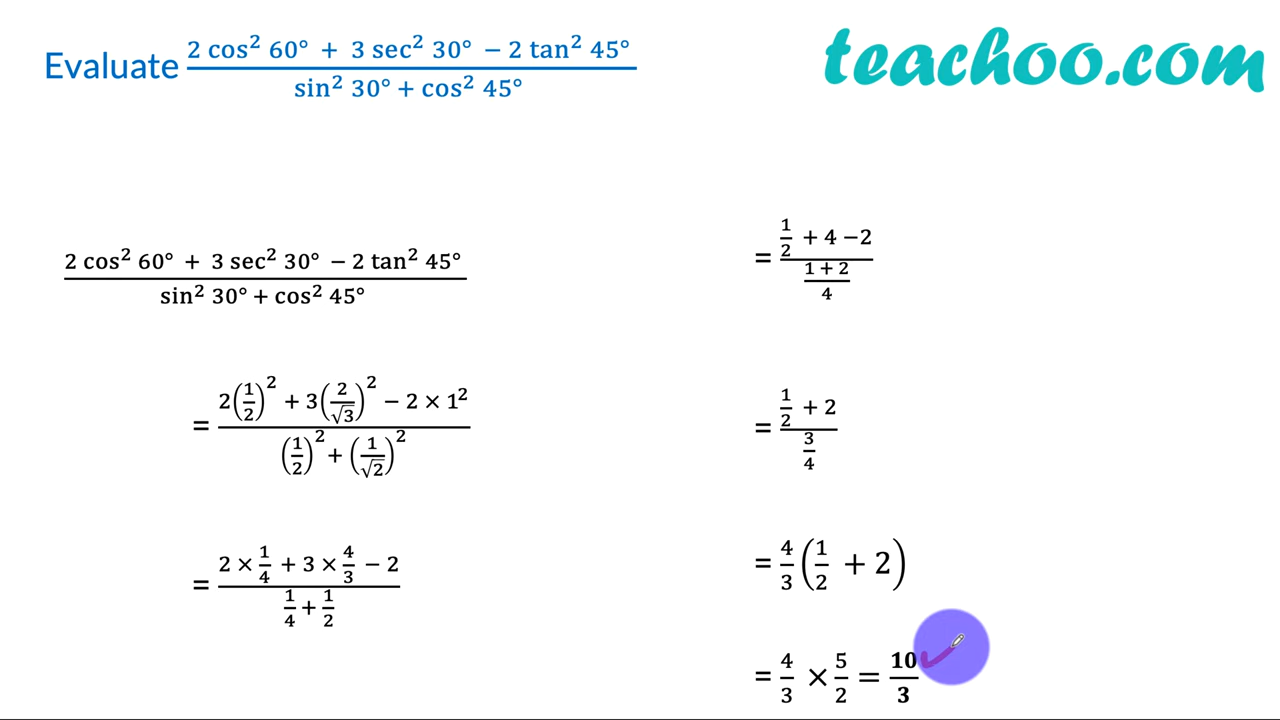 Evaluate (2 cos² 60° + 3 sec² 30° − 2 tan² 45°)/(sin² 30° + cos² 45°)
teachoo.com
(2 cos² 60° + 3 sec² 30° − 2 tan² 45°)/(sin² 30° + cos² 45°)
= (2(1/2)² + 3(2/√3)² − 2 × 1²)/((1/2)² + (1/√2)²)
= (2 × 1/4 + 3 × 4/3 − 2)/(1/4 + 1/2)
= (1/2 + 4 − 2)/((1 + 2)/4)
= (1/2 + 2)/(3/4)
= 4/3 (1/2 + 2)
= 4/3 × 5/2 = 10/3